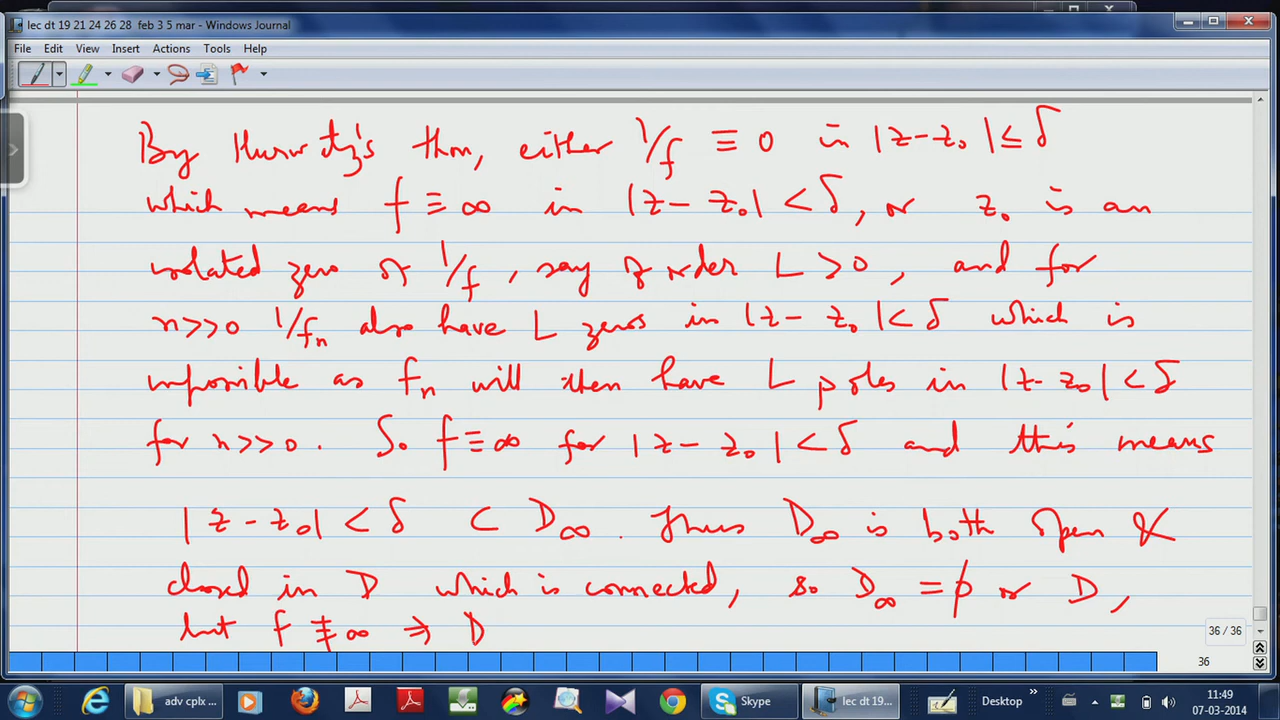 lec dt 19 21 24 26 28 feb 3 5 mar - Windows Journal
File Edit View Insert Actions Tools Help
By Hurwitz's thm, either 1/f ≡ 0 in |z-z₀| ≤ δ
which means f ≡ ∞ in |z-z₀| < δ, or z₀ is an
isolated zero of 1/f, say of order L > 0, and for
n>>0 1/fₙ also have L zeros in |z-z₀| < δ which is
impossible as fₙ will then have L poles in |z-z₀| < δ
for n>>0. So f ≡ ∞ for |z-z₀| < δ and this means
|z-z₀| < δ ⊂ D∞. Thus D∞ is both open &
closed in D which is connected, so D∞ = ϕ or D,
but f ≢ ∞ ⇒ D
36 / 36
36
adv cplx ... Skype lec dt 19... Desktop »
11:49
07-03-2014